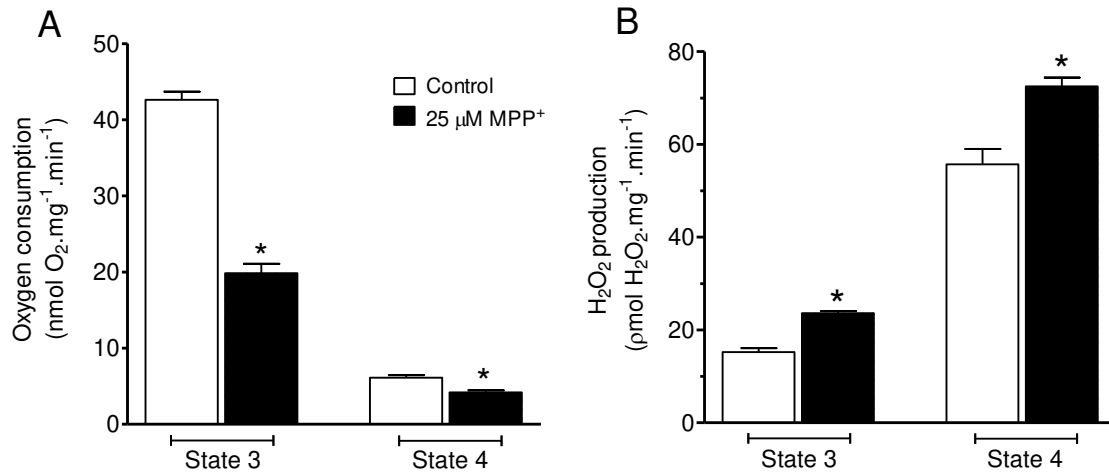 A
Oxygen consumption
(nmol O₂.mg⁻¹.min⁻¹)
50
40
30
20
10
0
Control
25 μM MPP⁺
*
*
State 3
State 4
B
H₂O₂ production
(ρmol H₂O₂.mg⁻¹.min⁻¹)
80
60
40
20
0
*
*
State 3
State 4